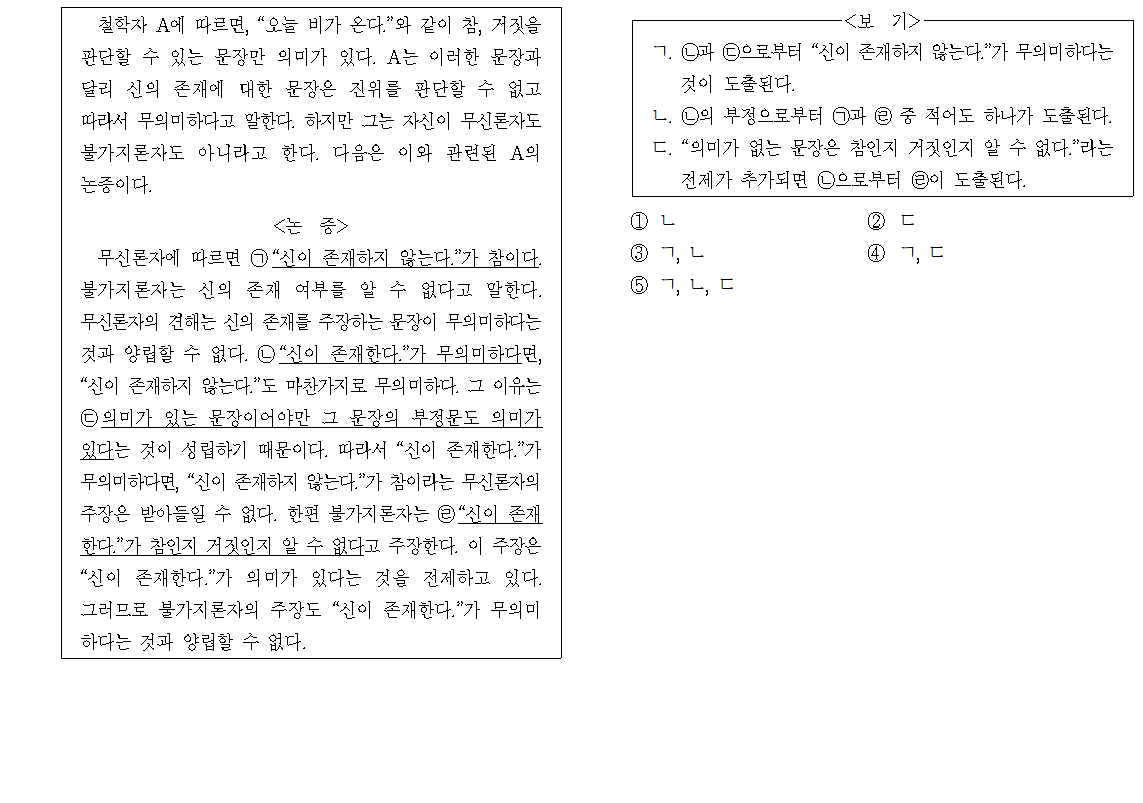 철학자 A에 따르면, “오늘 비가 온다.”와 같이 참, 거짓을
판단할 수 있는 문장만 의미가 있다. A는 이러한 문장과
달리 신의 존재에 대한 문장은 진위를 판단할 수 없고
따라서 무의미하다고 말한다. 하지만 그는 자신이 무신론자도
불가지론자도 아니라고 한다. 다음은 이와 관련된 A의
논증이다.
<논 증>
무신론자에 따르면 ㉠“신이 존재하지 않는다.”가 참이다.
불가지론자는 신의 존재 여부를 알 수 없다고 말한다.
무신론자의 견해는 신의 존재를 주장하는 문장이 무의미하다는
것과 양립할 수 없다. ㉡“신이 존재한다.”가 무의미하다면,
“신이 존재하지 않는다.”도 마찬가지로 무의미하다. 그 이유는
㉢의미가 있는 문장이어야만 그 문장의 부정문도 의미가
있다는 것이 성립하기 때문이다. 따라서 “신이 존재한다.”가
무의미하다면, “신이 존재하지 않는다.”가 참이라는 무신론자의
주장은 받아들일 수 없다. 한편 불가지론자는 ㉣“신이 존재
한다.”가 참인지 거짓인지 알 수 없다고 주장한다. 이 주장은
“신이 존재한다.”가 의미가 있다는 것을 전제하고 있다.
그러므로 불가지론자의 주장도 “신이 존재한다.”가 무의미
하다는 것과 양립할 수 없다.
<보 기>
ㄱ. ㉡과 ㉢으로부터 “신이 존재하지 않는다.”가 무의미하다는
것이 도출된다.
ㄴ. ㉡의 부정으로부터 ㉠과 ㉣ 중 적어도 하나가 도출된다.
ㄷ. “의미가 없는 문장은 참인지 거짓인지 알 수 없다.”라는
전제가 추가되면 ㉡으로부터 ㉣이 도출된다.
① ㄴ ② ㄷ
③ ㄱ, ㄴ ④ ㄱ, ㄷ
⑤ ㄱ, ㄴ, ㄷ